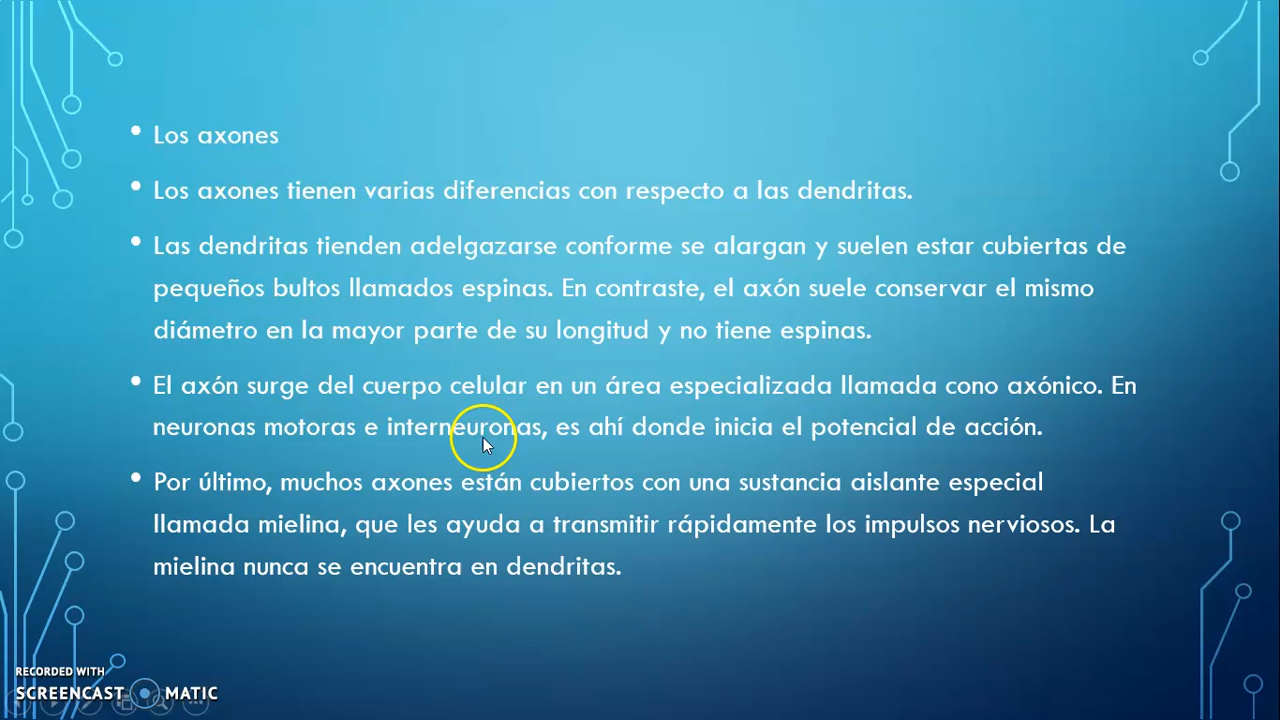 • Los axones
• Los axones tienen varias diferencias con respecto a las dendritas.
• Las dendritas tienden adelgazarse conforme se alargan y suelen estar cubiertas de
pequeños bultos llamados espinas. En contraste, el axón suele conservar el mismo
diámetro en la mayor parte de su longitud y no tiene espinas.
• El axón surge del cuerpo celular en un área especializada llamada cono axónico. En
neuronas motoras e interneuronas, es ahí donde inicia el potencial de acción.
• Por último, muchos axones están cubiertos con una sustancia aislante especial
llamada mielina, que les ayuda a transmitir rápidamente los impulsos nerviosos. La
mielina nunca se encuentra en dendritas.
RECORDED WITH
SCREENCAST MATIC